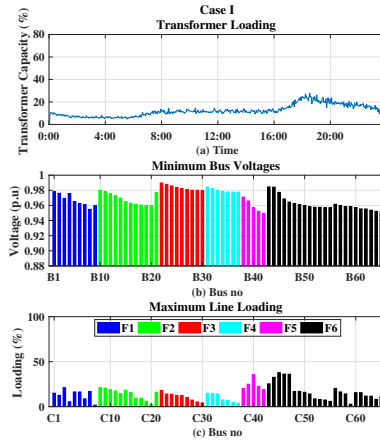 Case I
Transformer Loading
Transformer Capacity (%)
80
60
40
20
0
0:00 4:00 8:00 12:00 16:00 20:00
(a) Time
Minimum Bus Voltages
Voltage (p.u)
0.98
0.96
0.94
0.92
0.9
0.88
B1 B10 B20 B30 B40 B50 B60
(b) Bus no
Maximum Line Loading
Loading (%)
100
50
0
F1 F2 F3 F4 F5 F6
C1 C10 C20 C30 C40 C50 C60
(c) Bus no